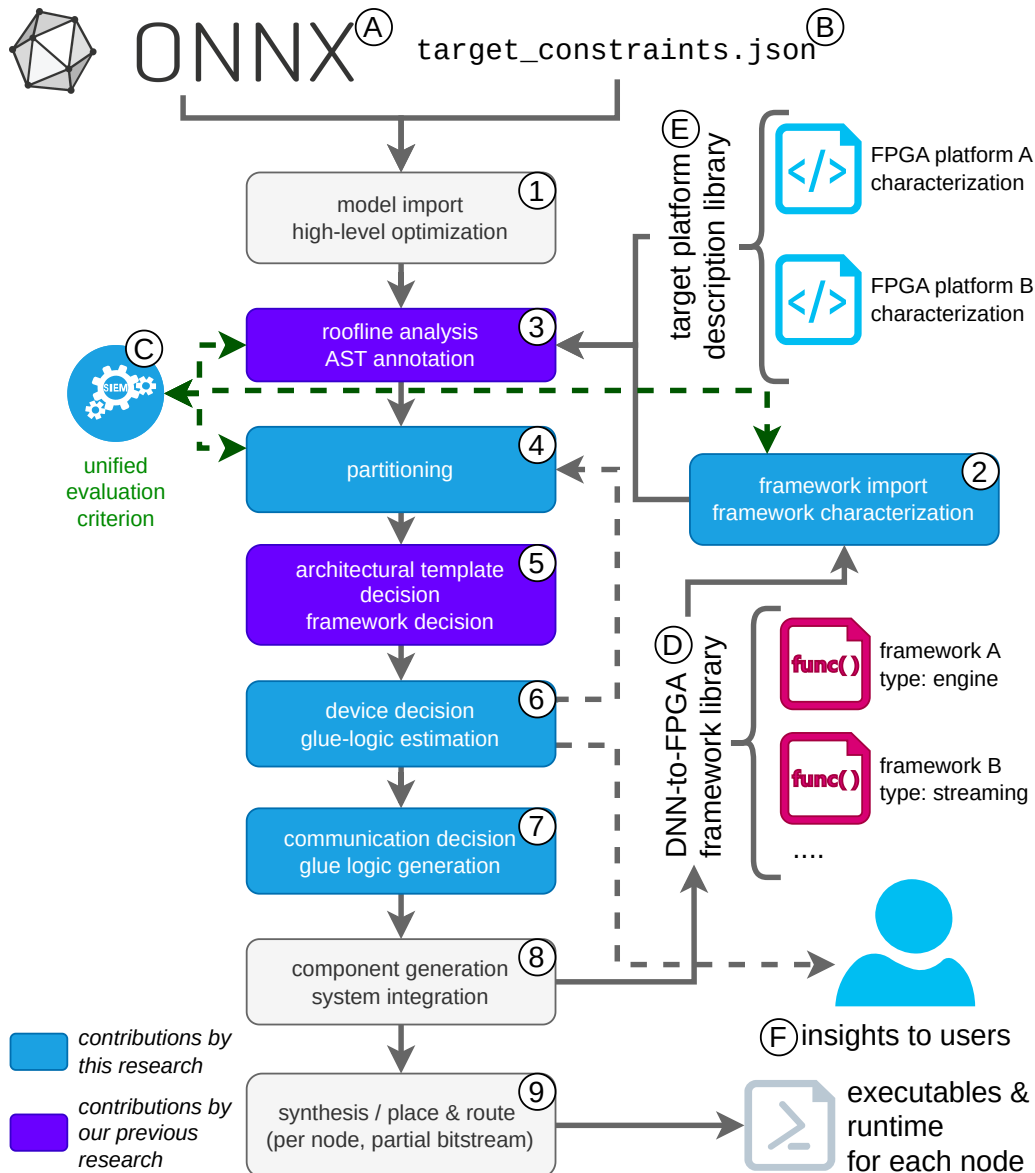 ONNX
A
target_constraints.json
B
1
model import
high-level optimization
E
target platform
description library
</>
FPGA platform A
characterization
</>
FPGA platform B
characterization
3
roofline analysis
AST annotation
C
SIEM
unified
evaluation
criterion
4
partitioning
2
framework import
framework characterization
5
architectural template
decision
framework decision
D
DNN-to-FPGA
framework library
func()
framework A
type: engine
func()
framework B
type: streaming
....
6
device decision
glue-logic estimation
7
communication decision
glue logic generation
8
component generation
system integration
F
insights to users
9
synthesis / place & route
(per node, partial bitstream)
executables &
runtime
for each node
contributions by
this research
contributions by
our previous
research